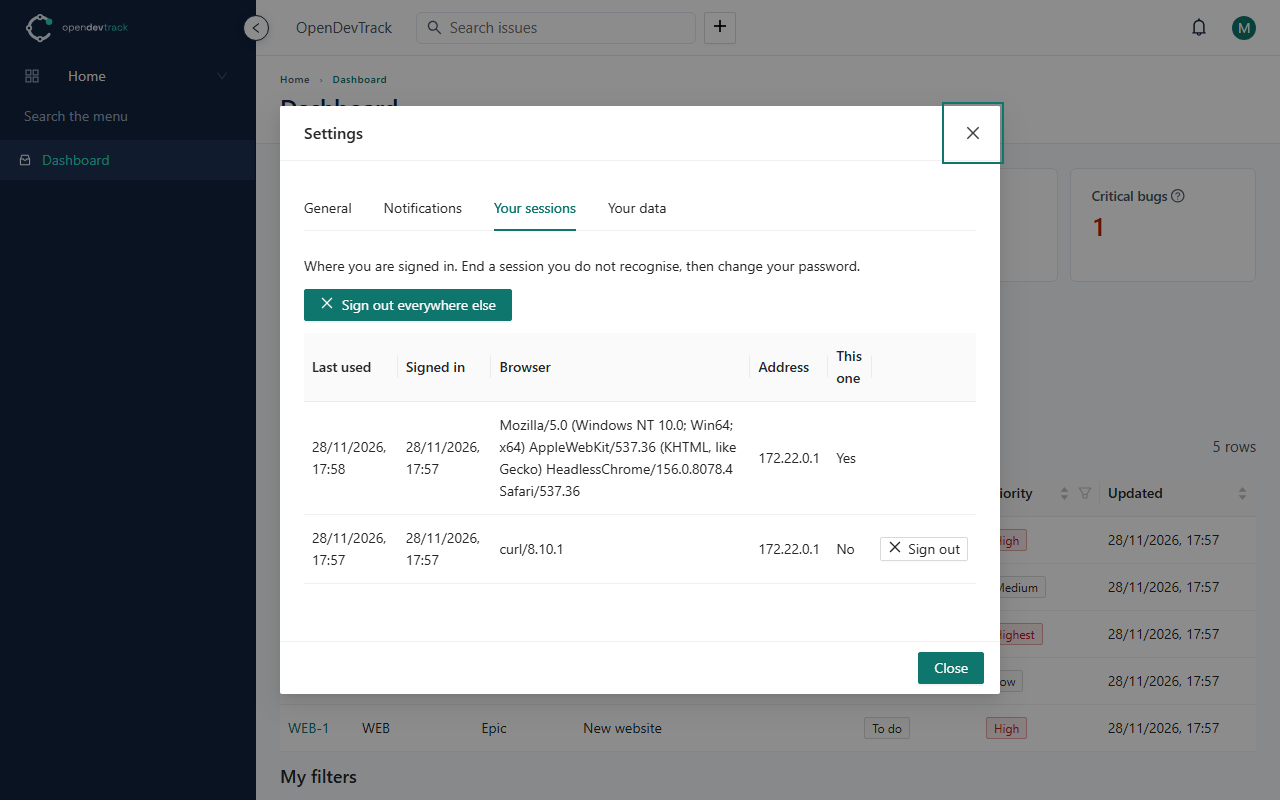 opendevtrack
OpenDevTrack
Search issues
M
Home
Search the menu
Dashboard
Home › Dashboard
Dashboard
Settings
General Notifications Your sessions Your data
Where you are signed in. End a session you do not recognise, then change your password.
Sign out everywhere else
Last used Signed in Browser Address This one
28/11/2026, 17:58 28/11/2026, 17:57 Mozilla/5.0 (Windows NT 10.0; Win64; x64) AppleWebKit/537.36 (KHTML, like Gecko) HeadlessChrome/156.0.8078.4 Safari/537.36 172.22.0.1 Yes
28/11/2026, 17:57 28/11/2026, 17:57 curl/8.10.1 172.22.0.1 No Sign out
Close
Critical bugs
1
5 rows
Updated
28/11/2026, 17:57
Medium 28/11/2026, 17:57
28/11/2026, 17:57
28/11/2026, 17:57
WEB-1 WEB Epic New website To do High 28/11/2026, 17:57
My filters